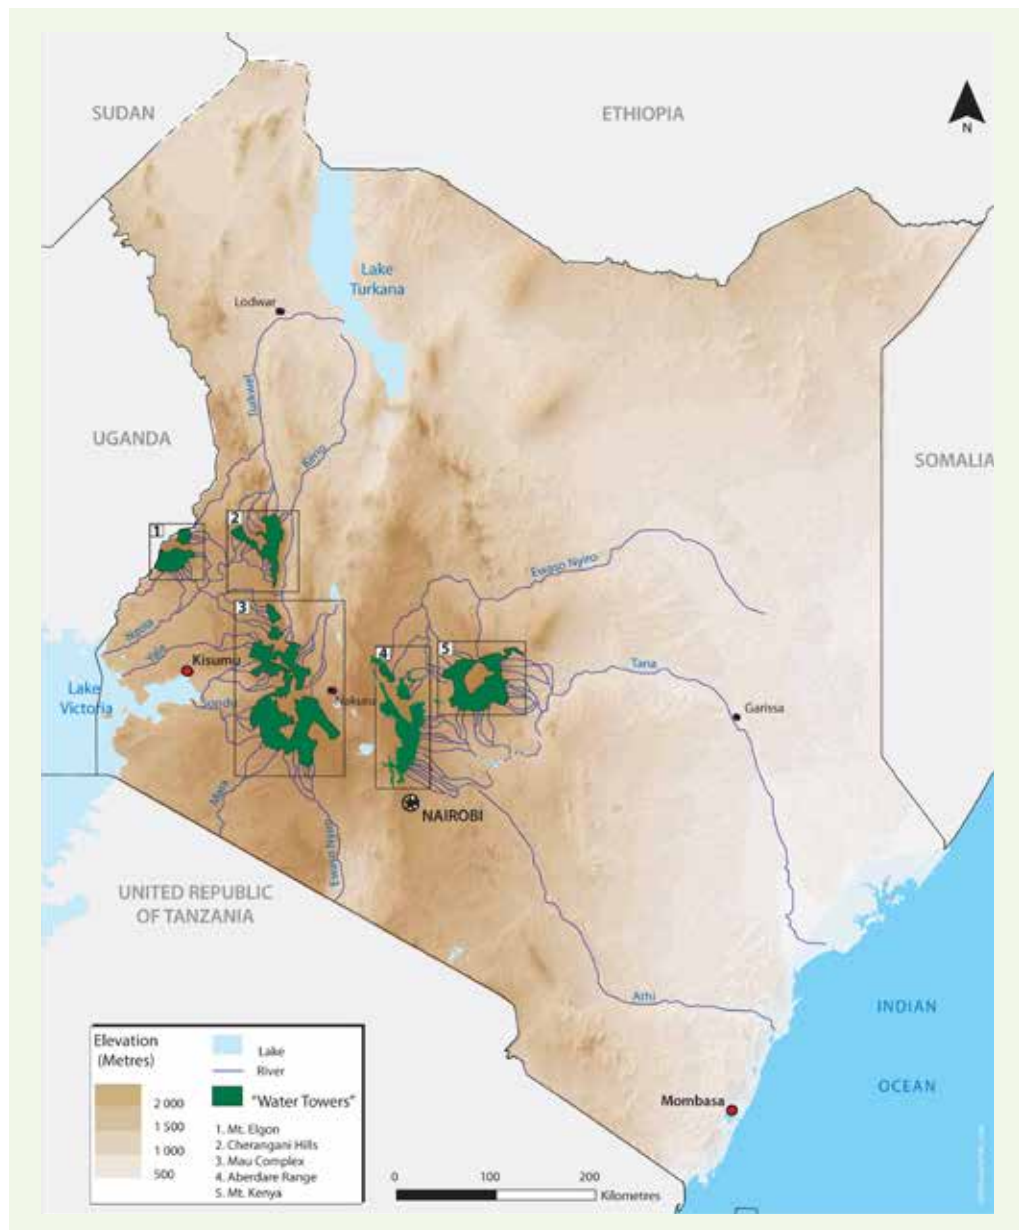 SUDAN
ETHIOPIA
N
Lake
Turkana
Lodwar
Turkwel
UGANDA
Kerio
SOMALIA
1
2
Ewaso Nyiro
3
Nzoia
4
5
Yala
Kisumu
Tana
Lake
Victoria
Sondu
Nakuru
Garissa
Mara
NAIROBI
Ewaso Nyiro
UNITED REPUBLIC
OF TANZANIA
Athi
INDIAN
OCEAN
Mombasa
Elevation
(Metres)
2 000
1 500
1 000
500
Lake
River
"Water Towers"
1. Mt. Elgon
2. Cherangani Hills
3. Mau Complex
4. Aberdare Range
5. Mt. Kenya
0 100 200
Kilometres